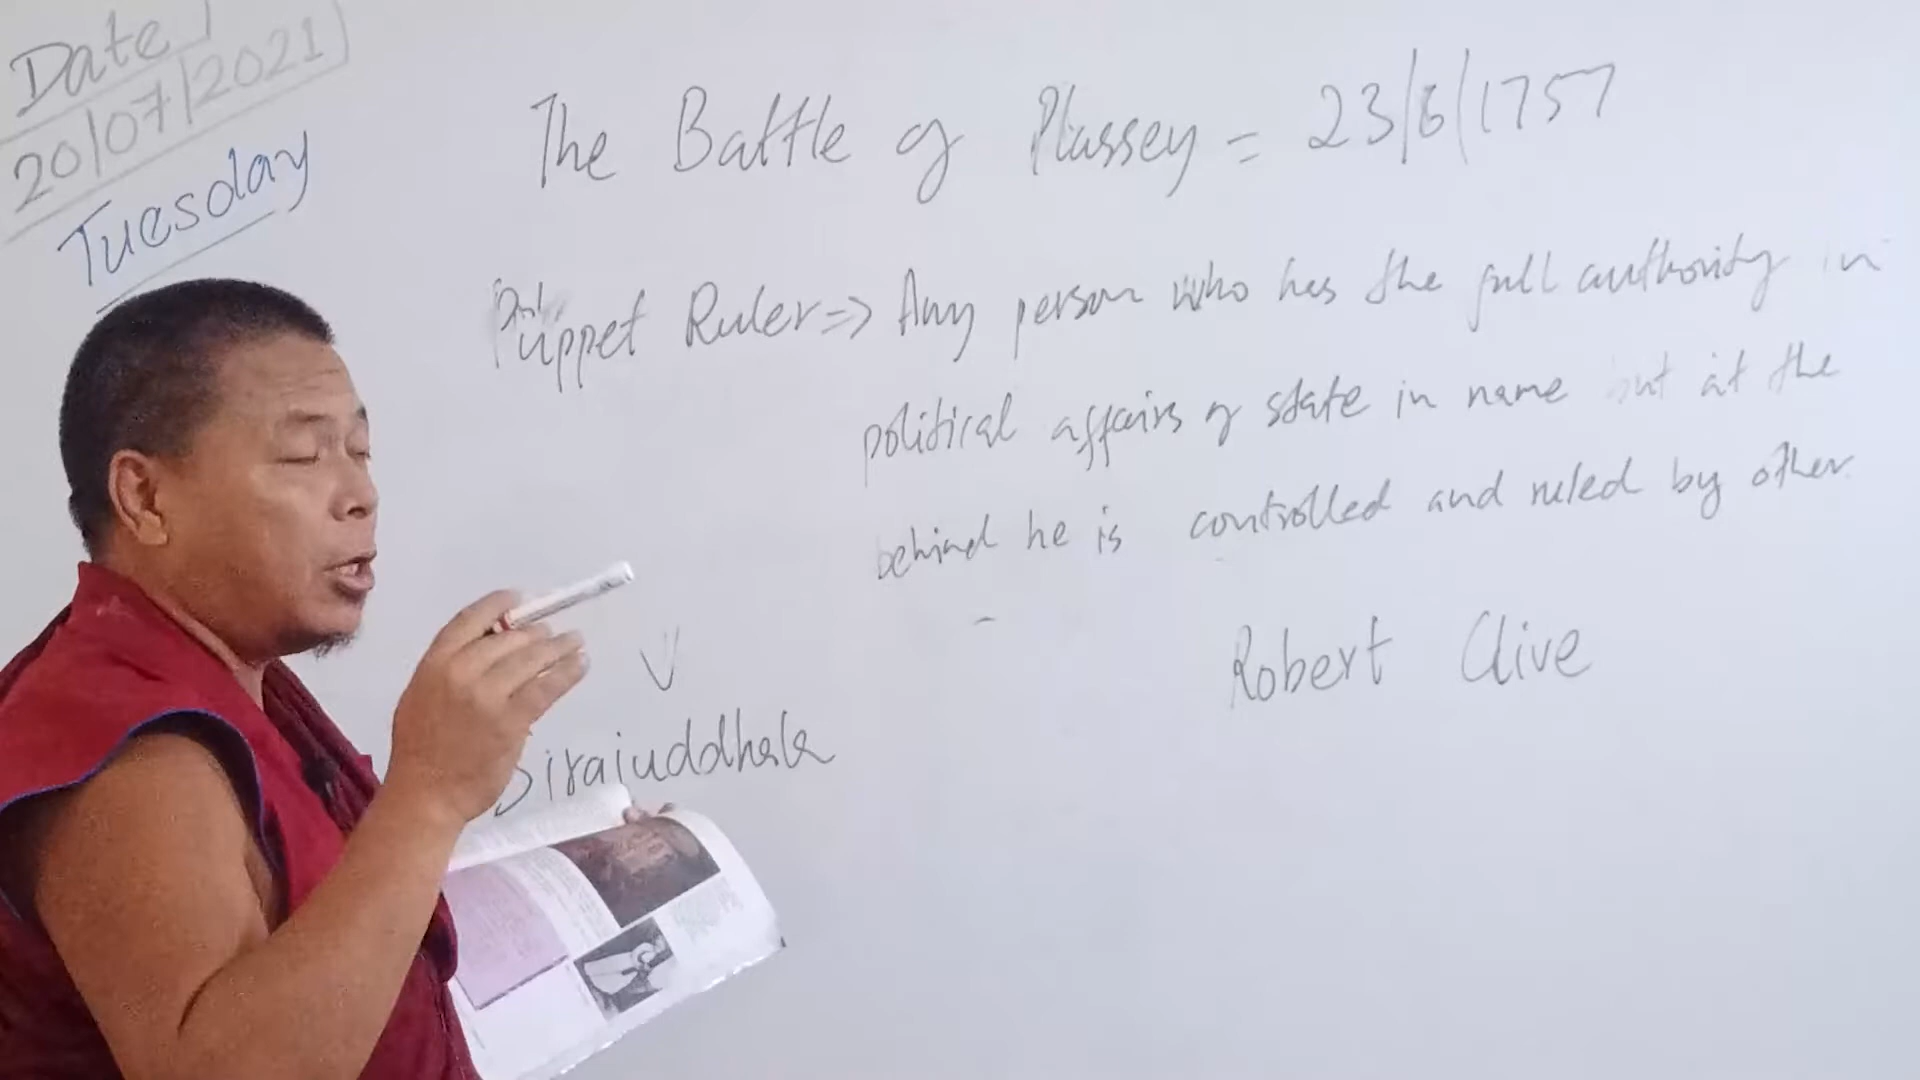 Date
20/07/2021
Tuesday
The Battle of Plassey = 23/6/1757
Puppet Ruler => Any person who has the full authority in
political affairs of state in name but at the
behind he is controlled and ruled by other.
Robert Clive
Sirajuddhala